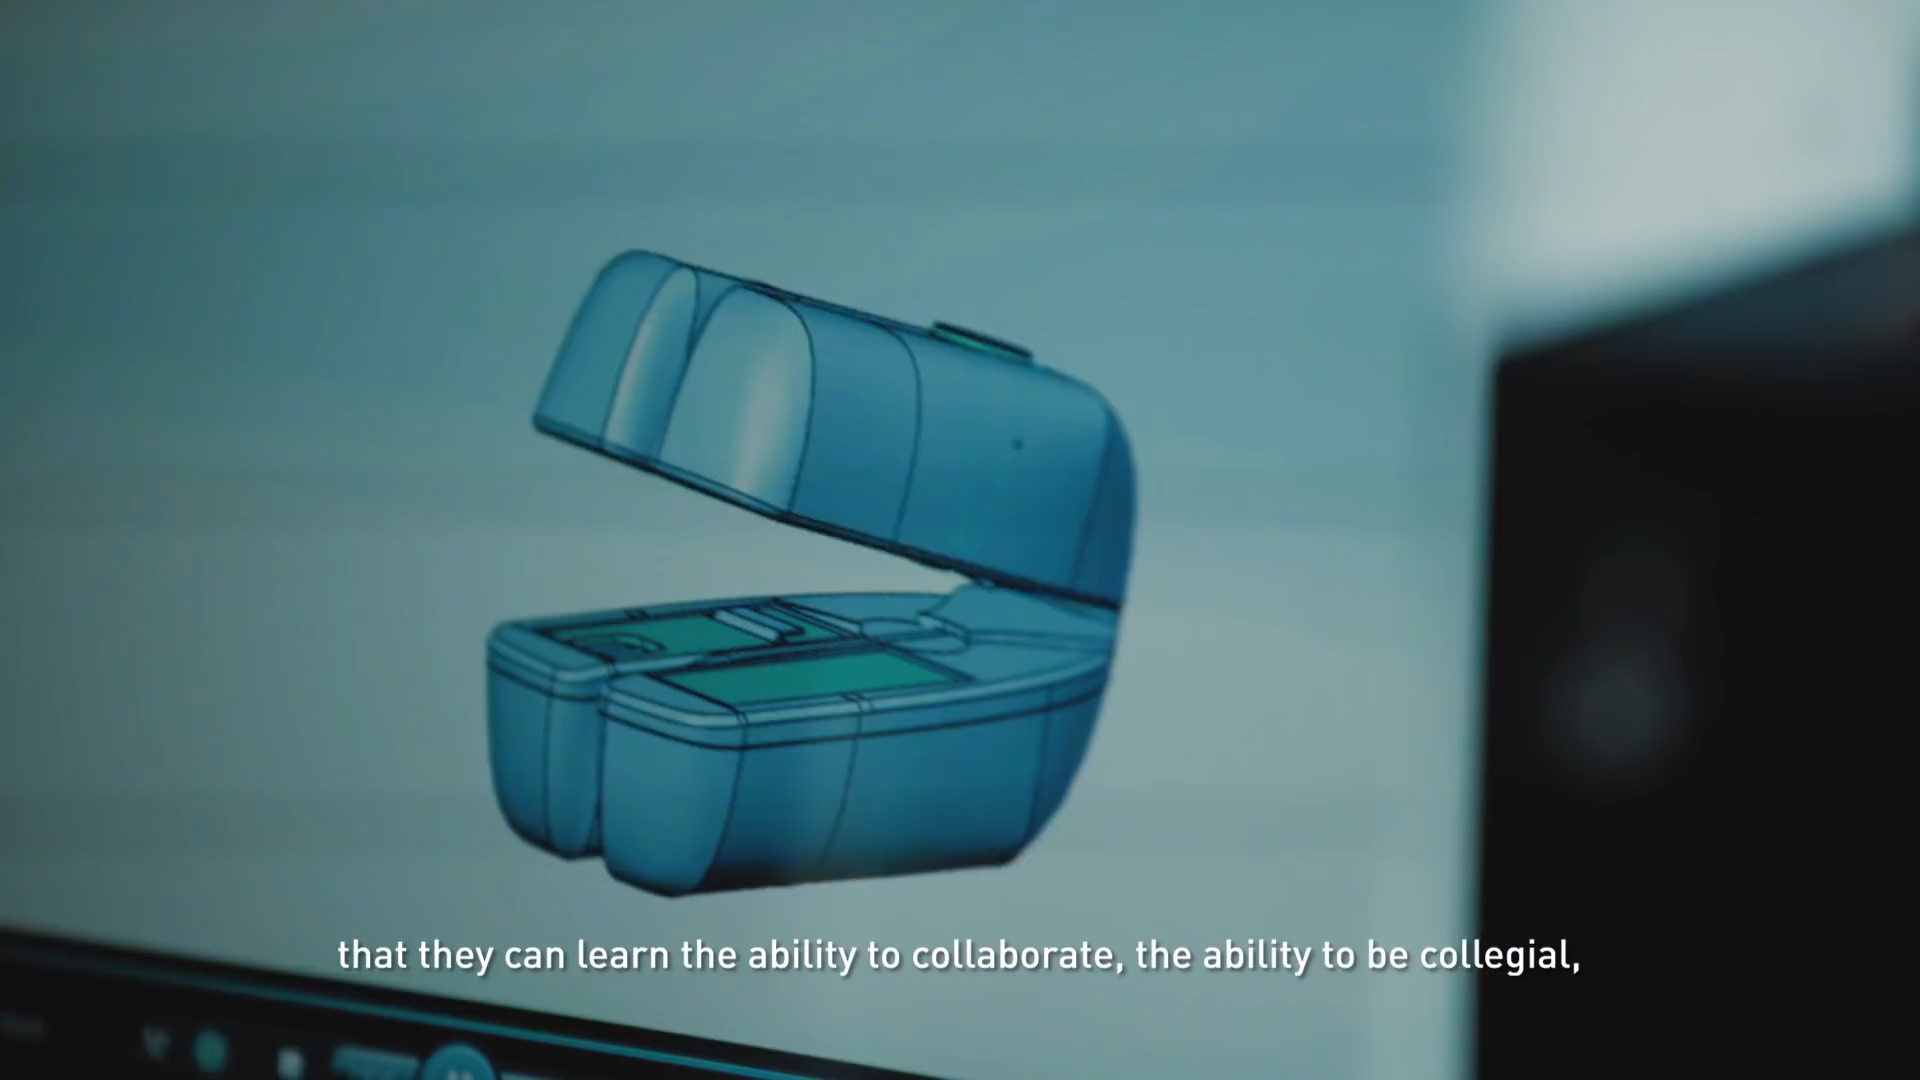 that they can learn the ability to collaborate, the ability to be collegial,